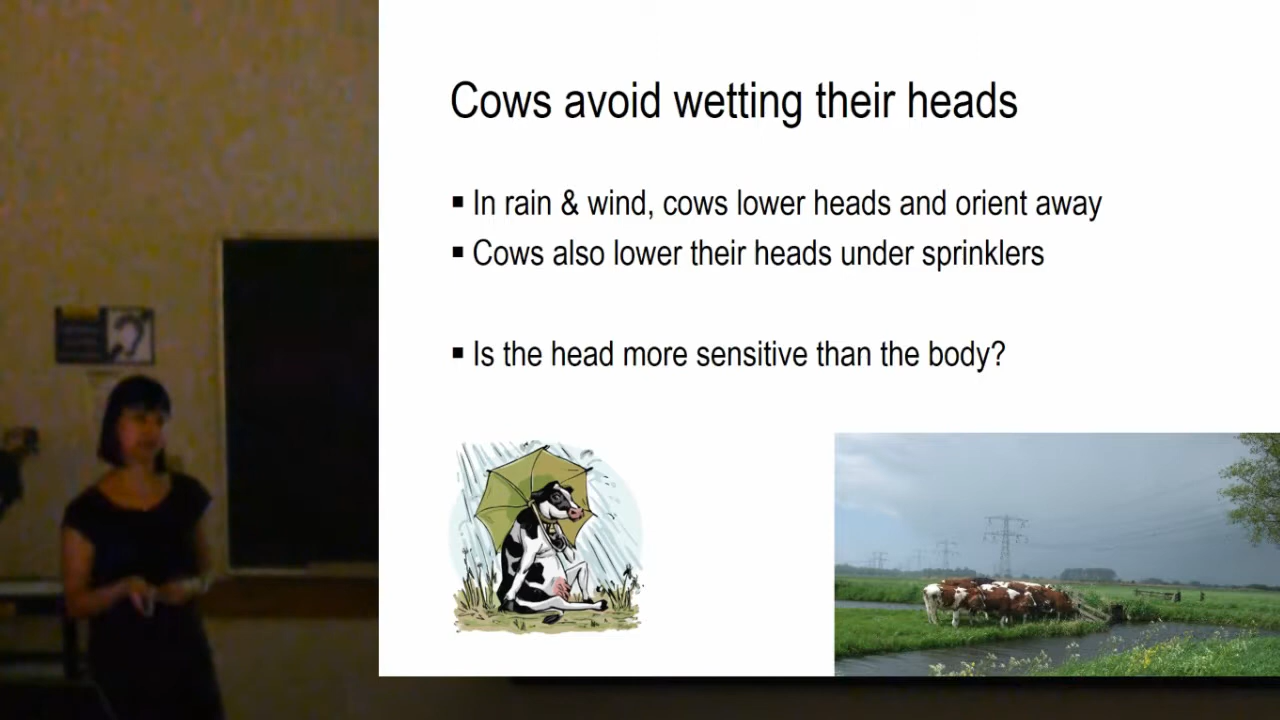 Cows avoid wetting their heads
▪ In rain & wind, cows lower heads and orient away
▪ Cows also lower their heads under sprinklers
▪ Is the head more sensitive than the body?